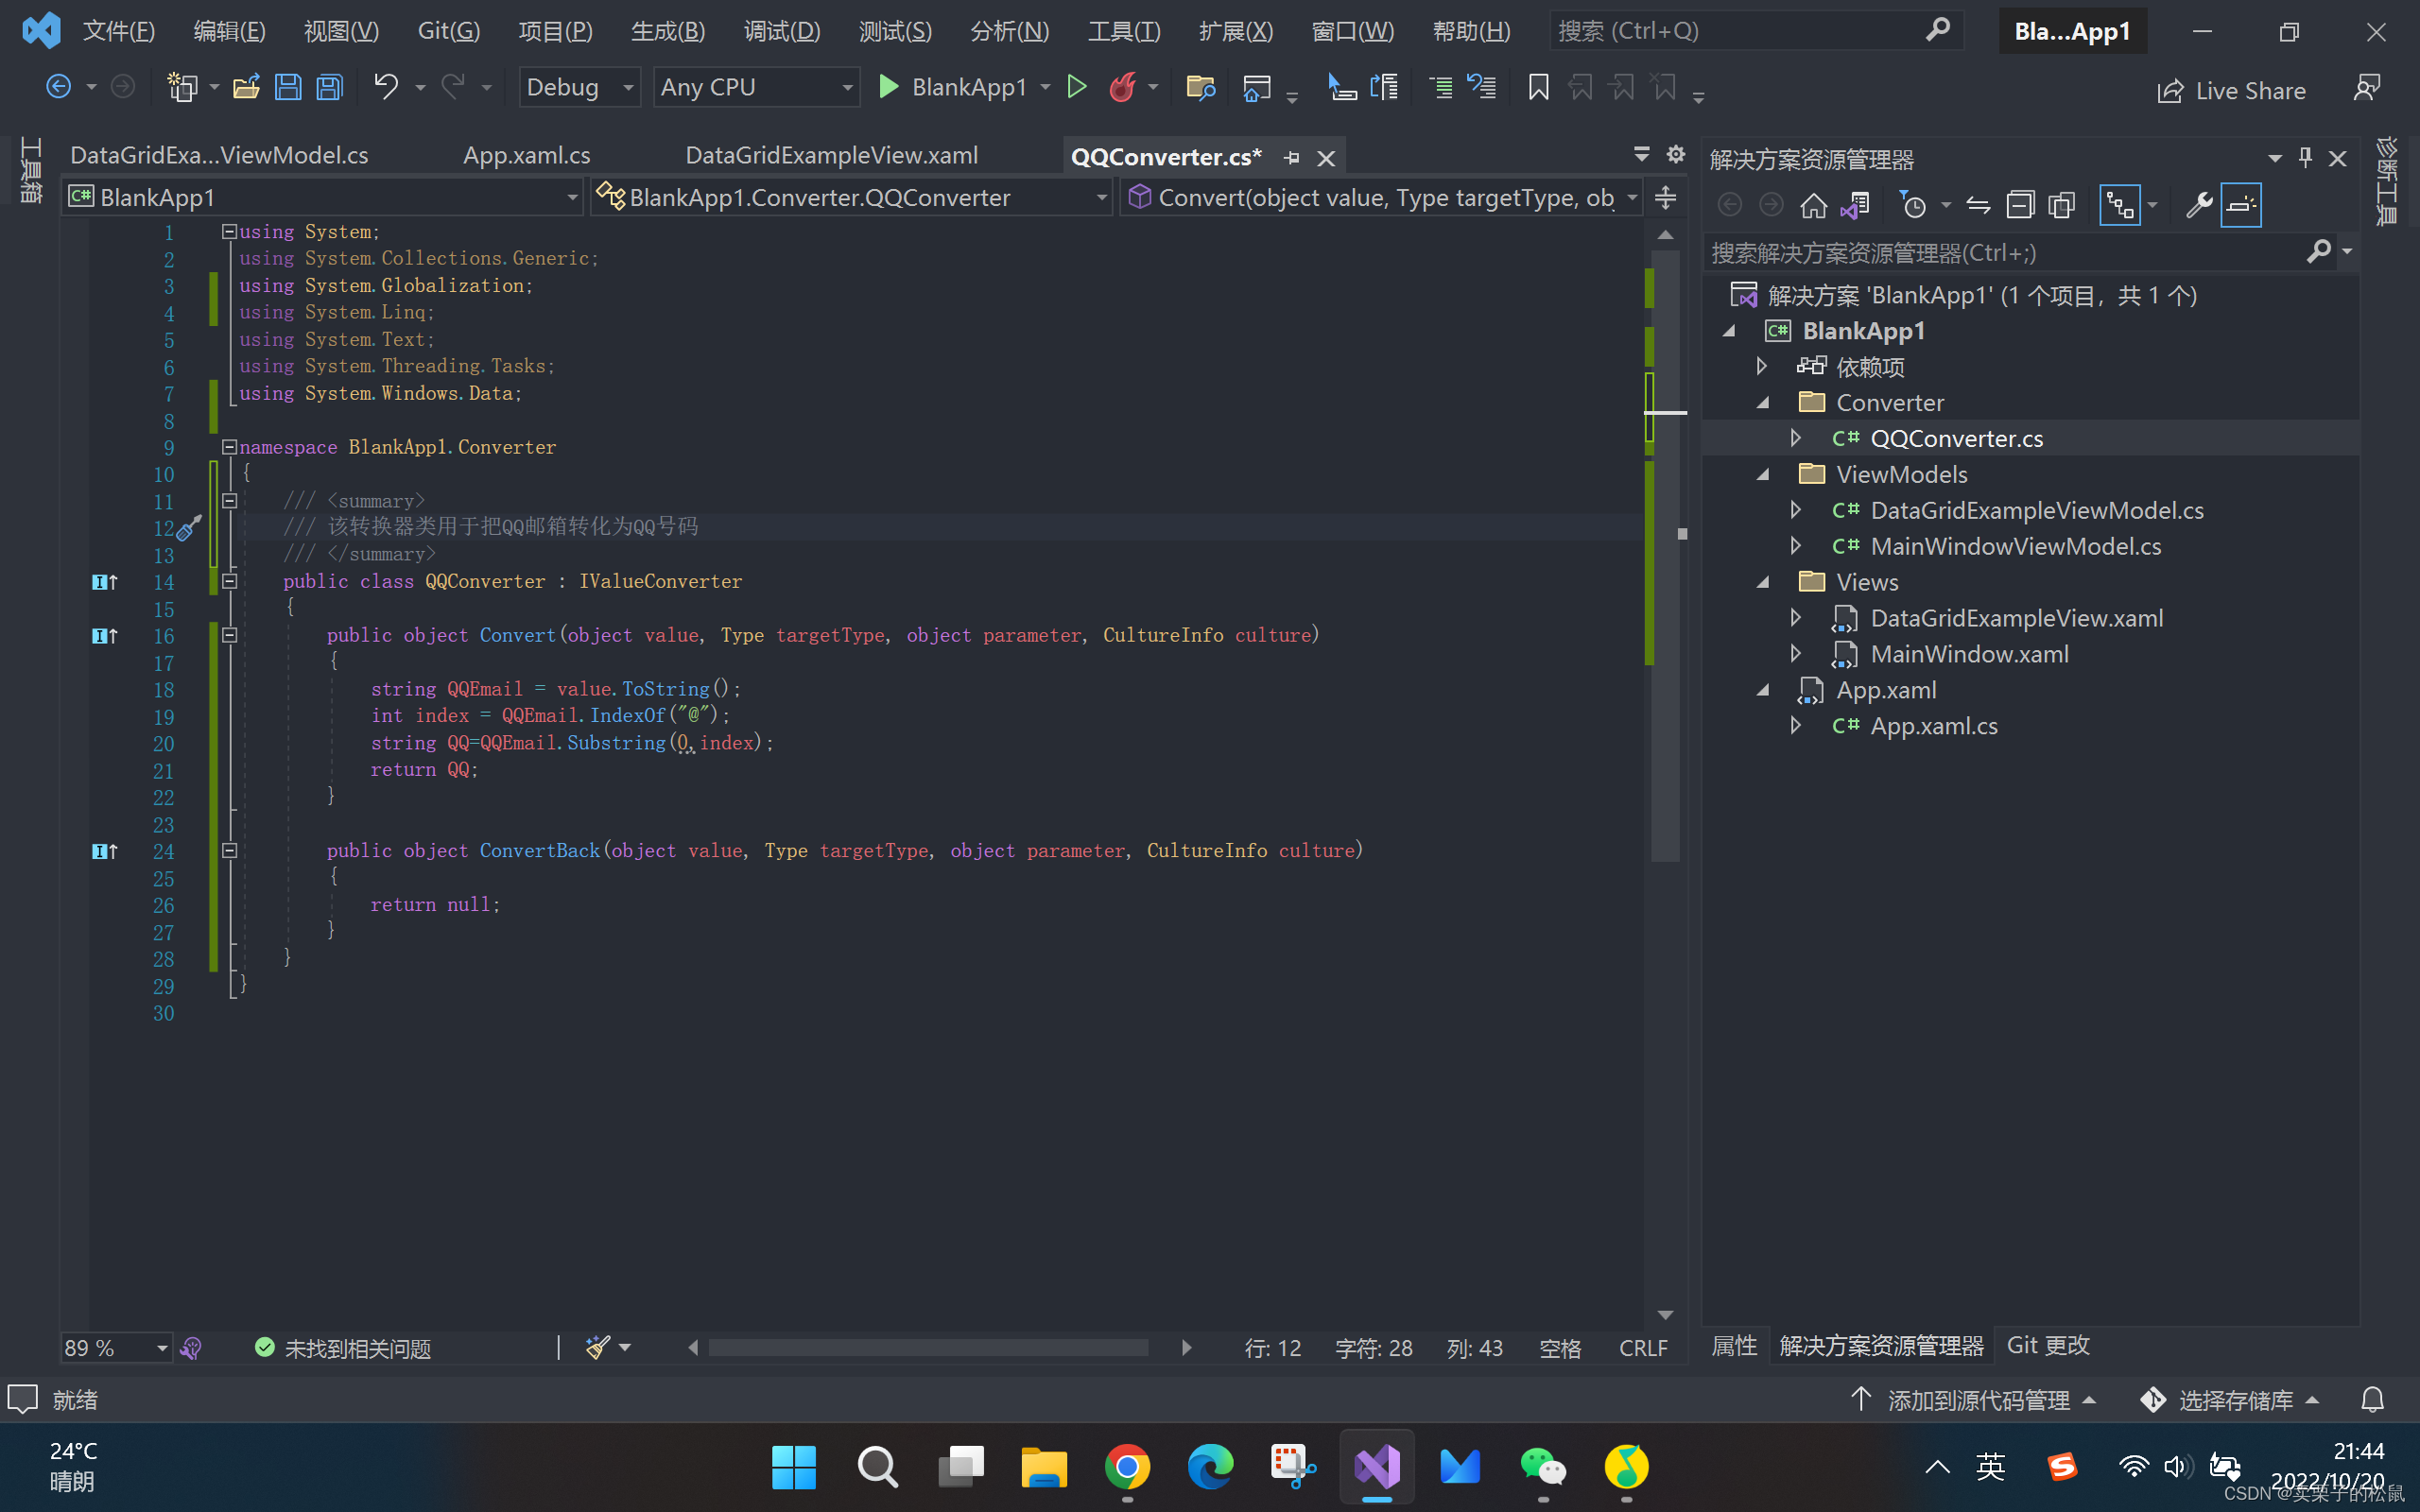 文件(F) 编辑(E) 视图(V) Git(G) 项目(P) 生成(B) 调试(D) 测试(S) 分析(N) 工具(T) 扩展(X) 窗口(W) 帮助(H) 搜索 (Ctrl+Q) Bla...App1
Debug Any CPU BlankApp1 Live Share
工具箱
DataGridExa...ViewModel.cs App.xaml.cs DataGridExampleView.xaml QQConverter.cs*
BlankApp1 BlankApp1.Converter.QQConverter Convert(object value, Type targetType, ob
1 using System;
2 using System.Collections.Generic;
3 using System.Globalization;
4 using System.Linq;
5 using System.Text;
6 using System.Threading.Tasks;
7 using System.Windows.Data;
8
9 namespace BlankApp1.Converter
10 {
11 /// <summary>
12 /// 该转换器类用于把QQ邮箱转化为QQ号码
13 /// </summary>
14 public class QQConverter : IValueConverter
15 {
16 public object Convert(object value, Type targetType, object parameter, CultureInfo culture)
17 {
18 string QQEmail = value.ToString();
19 int index = QQEmail.IndexOf("@");
20 string QQ=QQEmail.Substring(0,index);
21 return QQ;
22 }
23
24 public object ConvertBack(object value, Type targetType, object parameter, CultureInfo culture)
25 {
26 return null;
27 }
28 }
29 }
30
89 % 未找到相关问题 行: 12 字符: 28 列: 43 空格 CRLF
解决方案资源管理器
诊断工具
搜索解决方案资源管理器(Ctrl+;)
解决方案 'BlankApp1' (1 个项目，共 1 个)
C# BlankApp1
依赖项
Converter
C# QQConverter.cs
ViewModels
C# DataGridExampleViewModel.cs
C# MainWindowViewModel.cs
Views
DataGridExampleView.xaml
MainWindow.xaml
App.xaml
C# App.xaml.cs
属性 解决方案资源管理器 Git 更改
就绪 添加到源代码管理 选择存储库
24°C
晴朗
英
21:44
2022/10/20
CSDN @卖栗子的松鼠